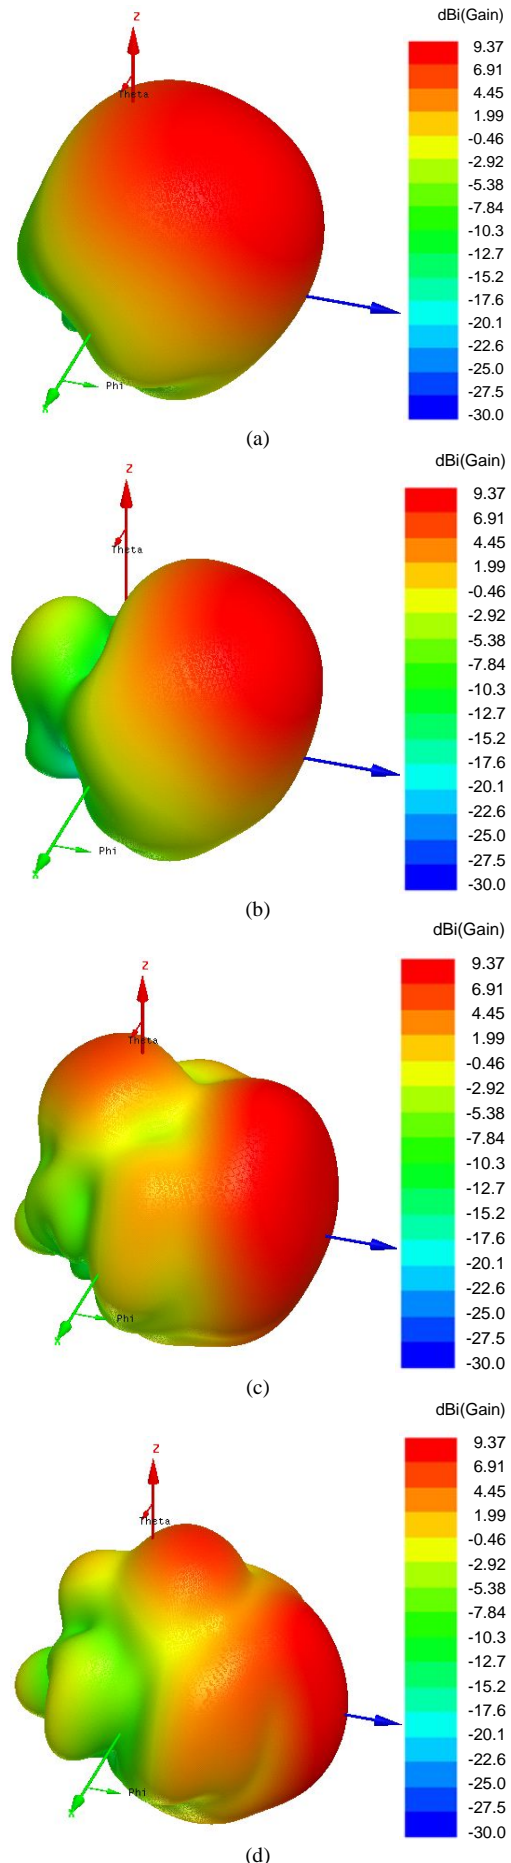 dBi(Gain)
Z
Theta
X
Phi
9.37
6.91
4.45
1.99
-0.46
-2.92
-5.38
-7.84
-10.3
-12.7
-15.2
-17.6
-20.1
-22.6
-25.0
-27.5
-30.0
(a)
dBi(Gain)
Z
Theta
X
Phi
9.37
6.91
4.45
1.99
-0.46
-2.92
-5.38
-7.84
-10.3
-12.7
-15.2
-17.6
-20.1
-22.6
-25.0
-27.5
-30.0
(b)
dBi(Gain)
Z
Theta
X
Phi
9.37
6.91
4.45
1.99
-0.46
-2.92
-5.38
-7.84
-10.3
-12.7
-15.2
-17.6
-20.1
-22.6
-25.0
-27.5
-30.0
(c)
dBi(Gain)
Z
Theta
X
Phi
9.37
6.91
4.45
1.99
-0.46
-2.92
-5.38
-7.84
-10.3
-12.7
-15.2
-17.6
-20.1
-22.6
-25.0
-27.5
-30.0
(d)